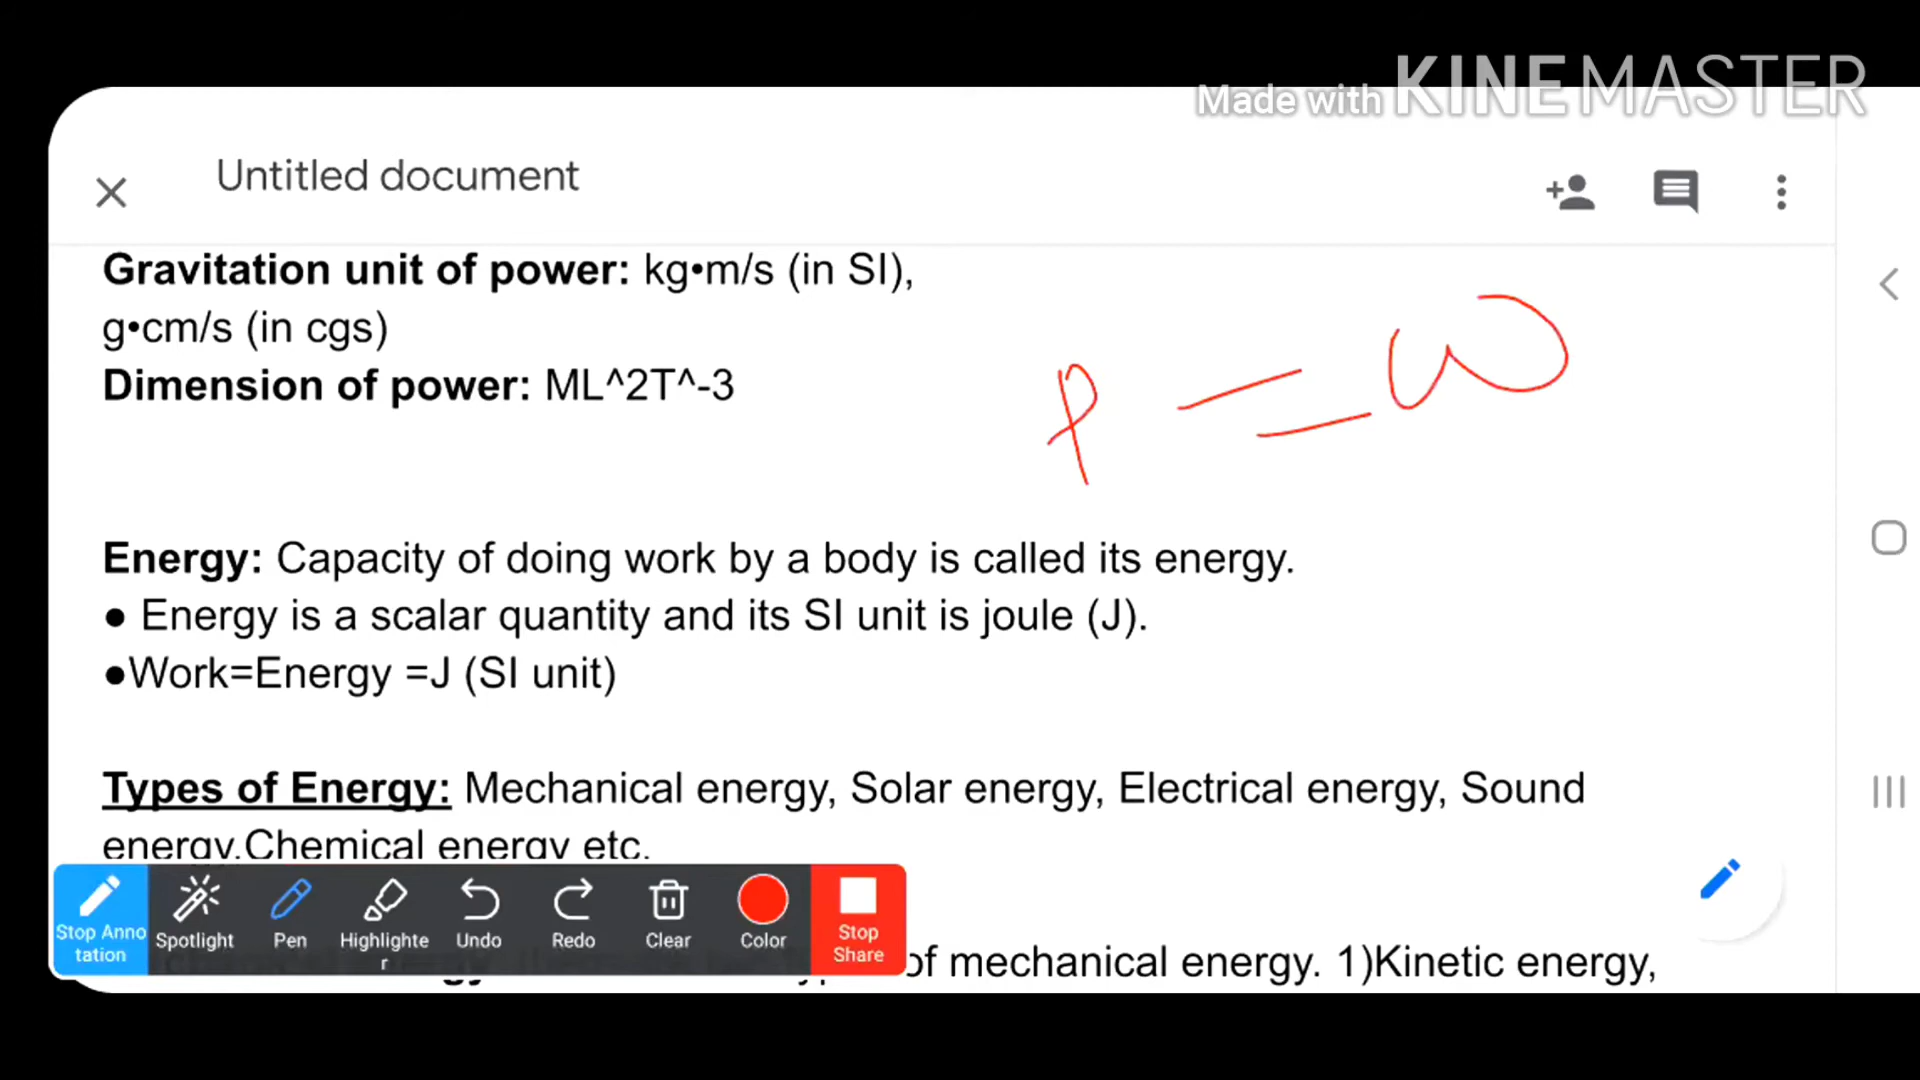 Made with KINEMASTER
Untitled document
Gravitation unit of power: kg•m/s (in SI),
g•cm/s (in cgs)
Dimension of power: ML^2T^-3
P = W
Energy: Capacity of doing work by a body is called its energy.
● Energy is a scalar quantity and its SI unit is joule (J).
●Work=Energy =J (SI unit)
Types of Energy: Mechanical energy, Solar energy, Electrical energy, Sound
energy,Chemical energy etc.
of mechanical energy. 1)Kinetic energy,
Stop Anno
tation
Spotlight
Pen
Highlighte
r
Undo
Redo
Clear
Color
Stop
Share